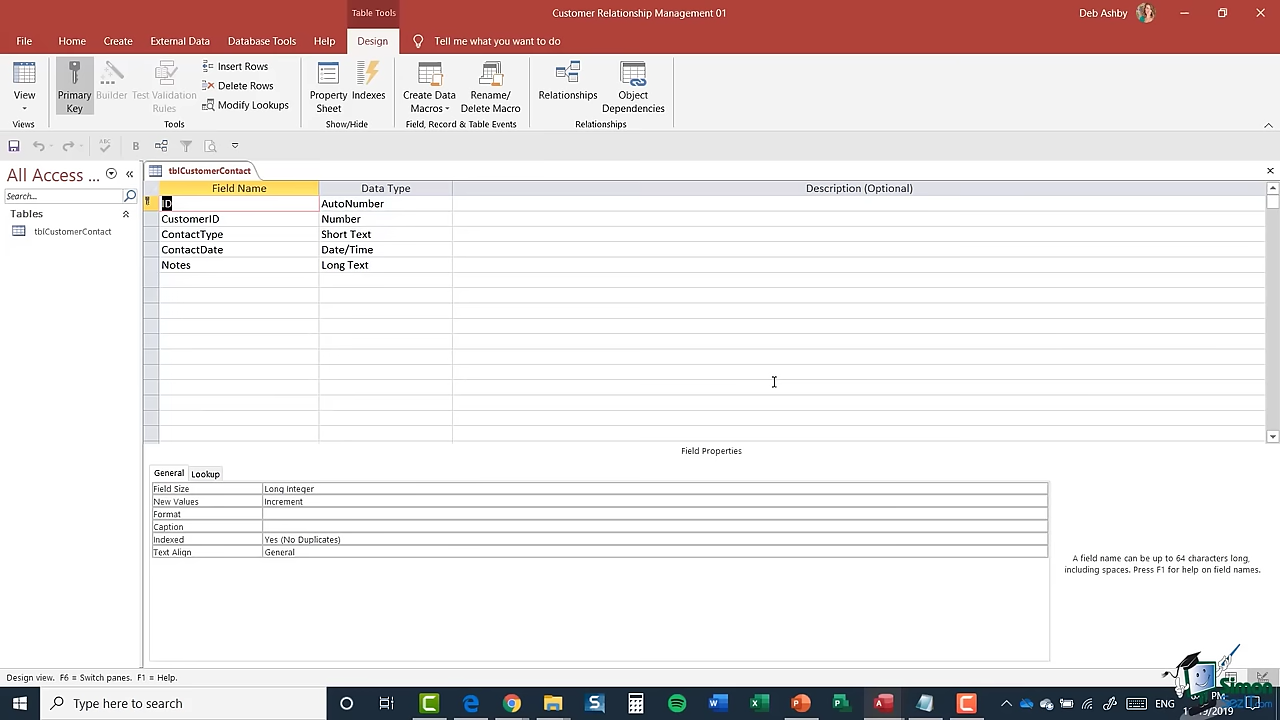 Table Tools
Customer Relationship Management 01
Deb Ashby
File Home Create External Data Database Tools Help Design Tell me what you want to do
View
Views
Primary Key
Builder
Test Validation Rules
Insert Rows
Delete Rows
Modify Lookups
Tools
Property Sheet
Indexes
Show/Hide
Create Data Macros
Rename/ Delete Macro
Field, Record & Table Events
Relationships
Object Dependencies
Relationships
ABC
B
All Access ...
Search...
Tables
tblCustomerContact
tblCustomerContact
Field Name Data Type Description (Optional)
ID AutoNumber
CustomerID Number
ContactType Short Text
ContactDate Date/Time
Notes Long Text
Field Properties
General Lookup
Field Size Long Integer
New Values Increment
Format
Caption
Indexed Yes (No Duplicates)
Text Align General
A field name can be up to 64 characters long, including spaces. Press F1 for help on field names.
Design view. F6 = Switch panes. F1 = Help.
Type here to search
ENG
Simon